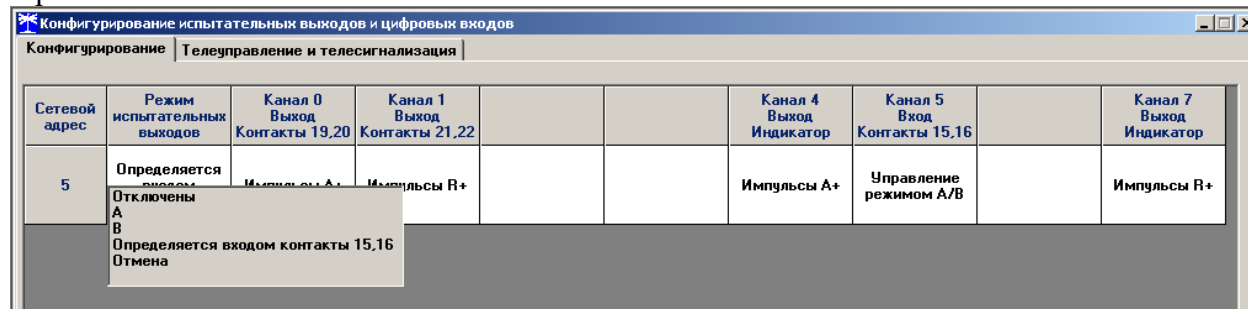 Конфигурирование испытательных выходов и цифровых входов
Конфигурирование Телеуправление и телесигнализация
Сетевой адрес
Режим испытательных выходов
Канал 0 Выход Контакты 19,20
Канал 1 Выход Контакты 21,22
Канал 4 Выход Индикатор
Канал 5 Вход Контакты 15,16
Канал 7 Выход Индикатор
5
Определяется
Импульсы R+
Импульсы A+
Управление режимом A/B
Импульсы R+
Отключены
A
B
Определяется входом контакты 15,16
Отмена